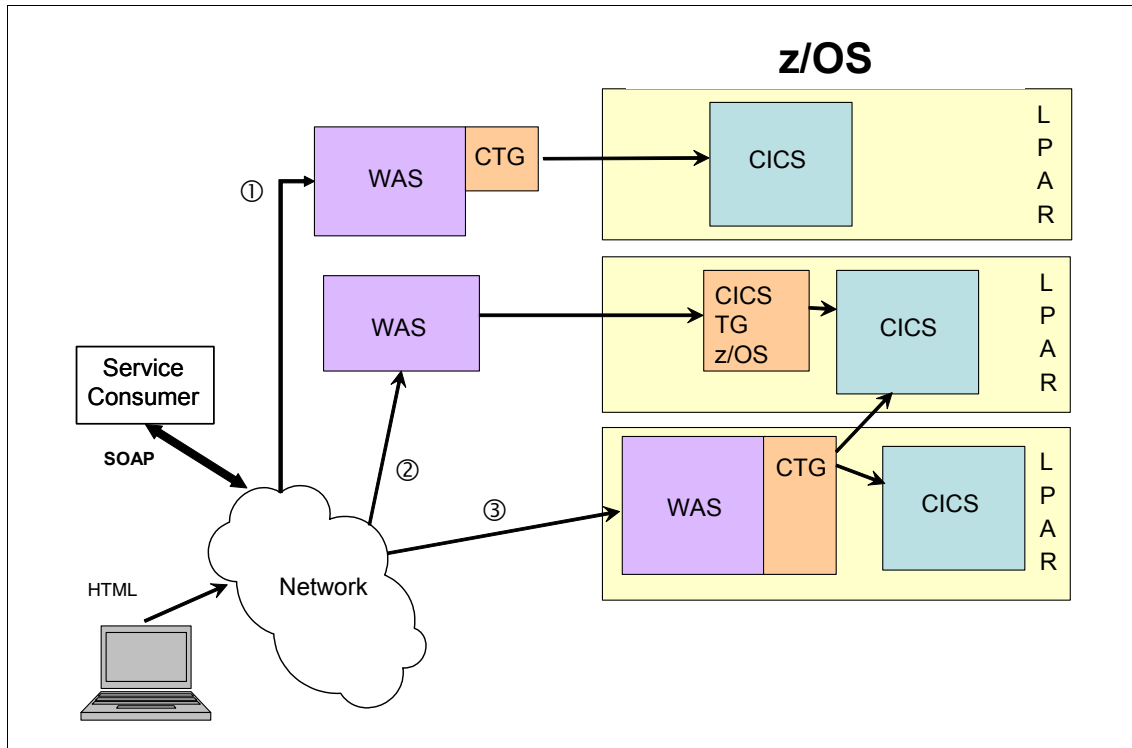 z/OS
WAS
CTG
CICS
L
P
A
R
①
WAS
CICS
TG
z/OS
CICS
L
P
A
R
Service
Consumer
SOAP
②
③
WAS
CTG
CICS
L
P
A
R
Network
HTML